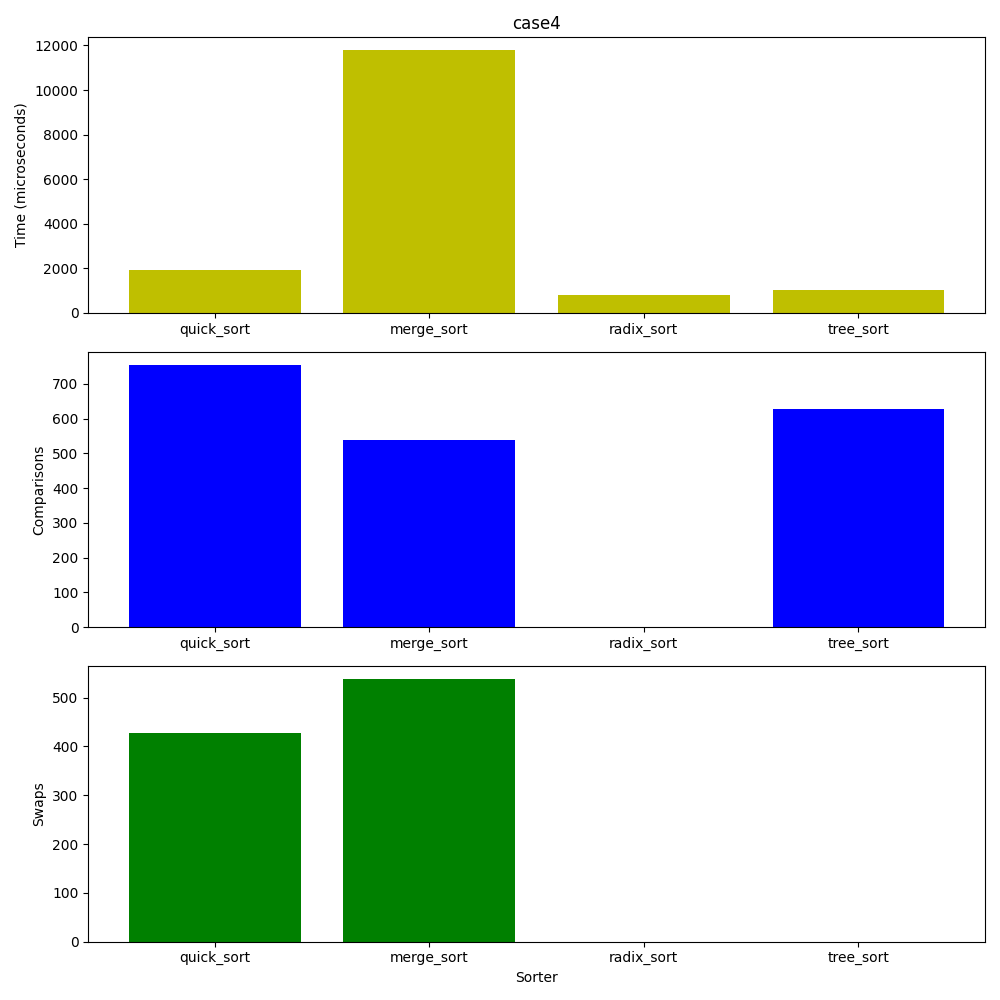 case4
12000
10000
8000
6000
4000
2000
0
Time (microseconds)
quick_sort merge_sort radix_sort tree_sort
700
600
500
400
300
200
100
0
Comparisons
quick_sort merge_sort radix_sort tree_sort
500
400
300
200
100
0
Swaps
quick_sort merge_sort radix_sort tree_sort
Sorter